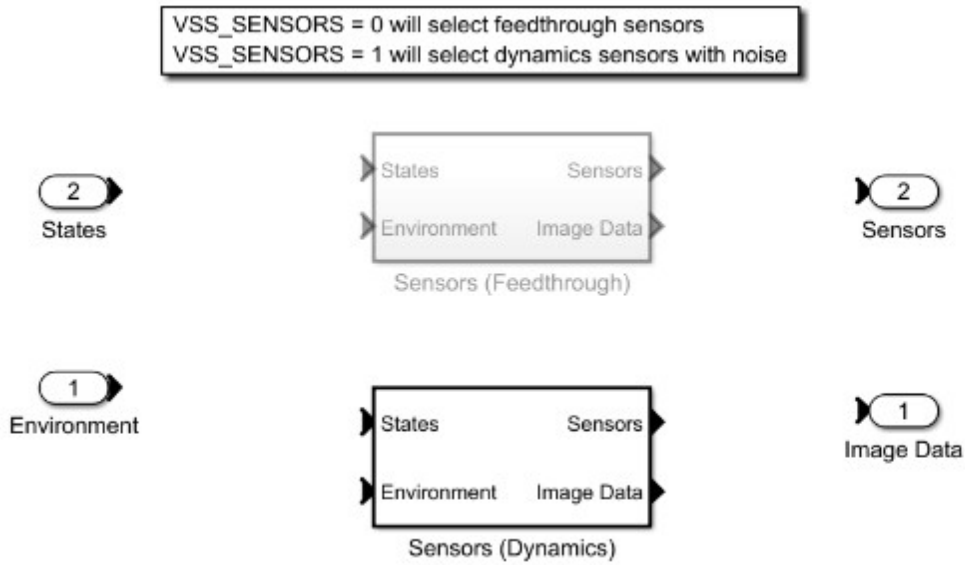 VSS_SENSORS = 0 will select feedthrough sensors
VSS_SENSORS = 1 will select dynamics sensors with noise
2
States
States
Sensors
Environment
Image Data
Sensors (Feedthrough)
2
Sensors
1
Environment
States
Sensors
Environment
Image Data
Sensors (Dynamics)
1
Image Data